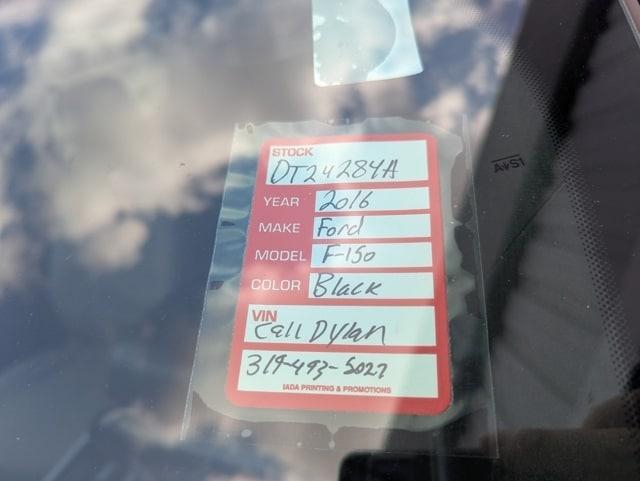 STOCK
DT24284A
YEAR 2016
MAKE Ford
MODEL F-150
COLOR Black
VIN
Call Dylan
319-493-5027
IADA PRINTING & PROMOTIONS
AS1